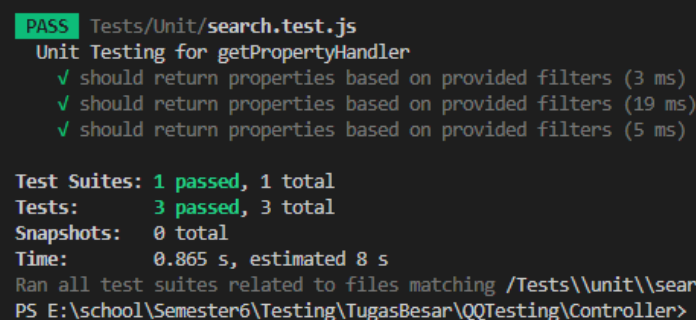 PASS Tests/Unit/search.test.js
Unit Testing for getPropertyHandler
√ should return properties based on provided filters (3 ms)
√ should return properties based on provided filters (19 ms)
√ should return properties based on provided filters (5 ms)
Test Suites: 1 passed, 1 total
Tests: 3 passed, 3 total
Snapshots: 0 total
Time: 0.865 s, estimated 8 s
Ran all test suites related to files matching /Tests\\unit\\sear
PS E:\school\Semester6\Testing\TugasBesar\QQTesting\Controller>